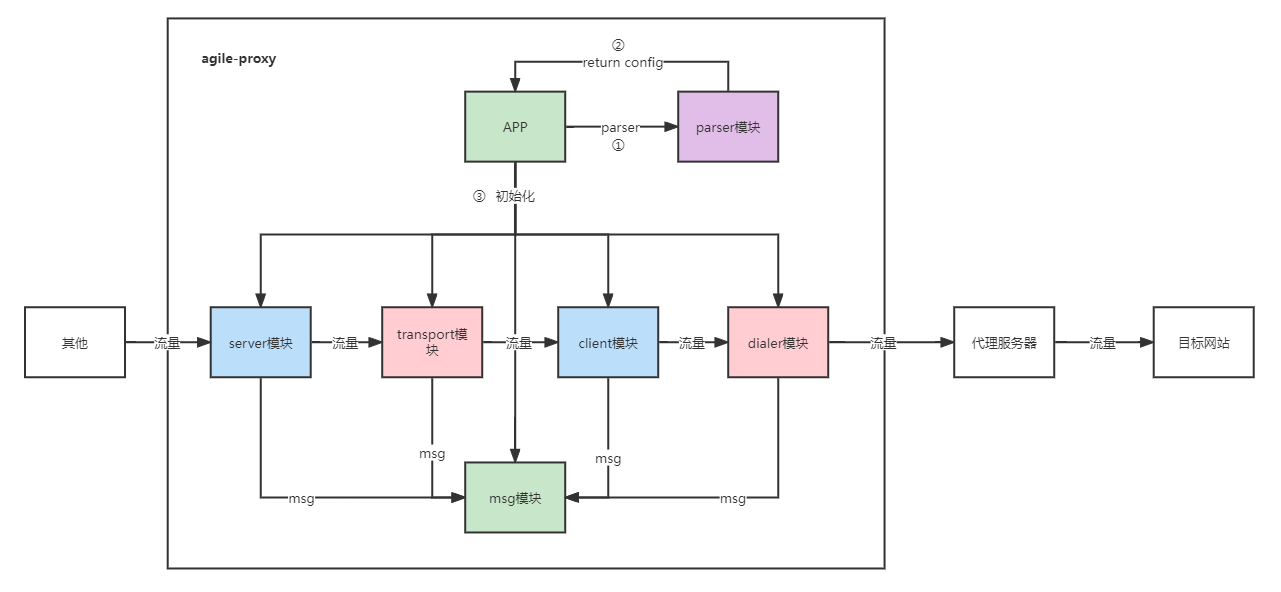 agile-proxy
②
return config
APP
parser
①
parser模块
③ 初始化
其他
流量
server模块
流量
transport模
块
流量
client模块
流量
dialer模块
流量
代理服务器
流量
目标网站
msg
msg
msg
msg模块
msg